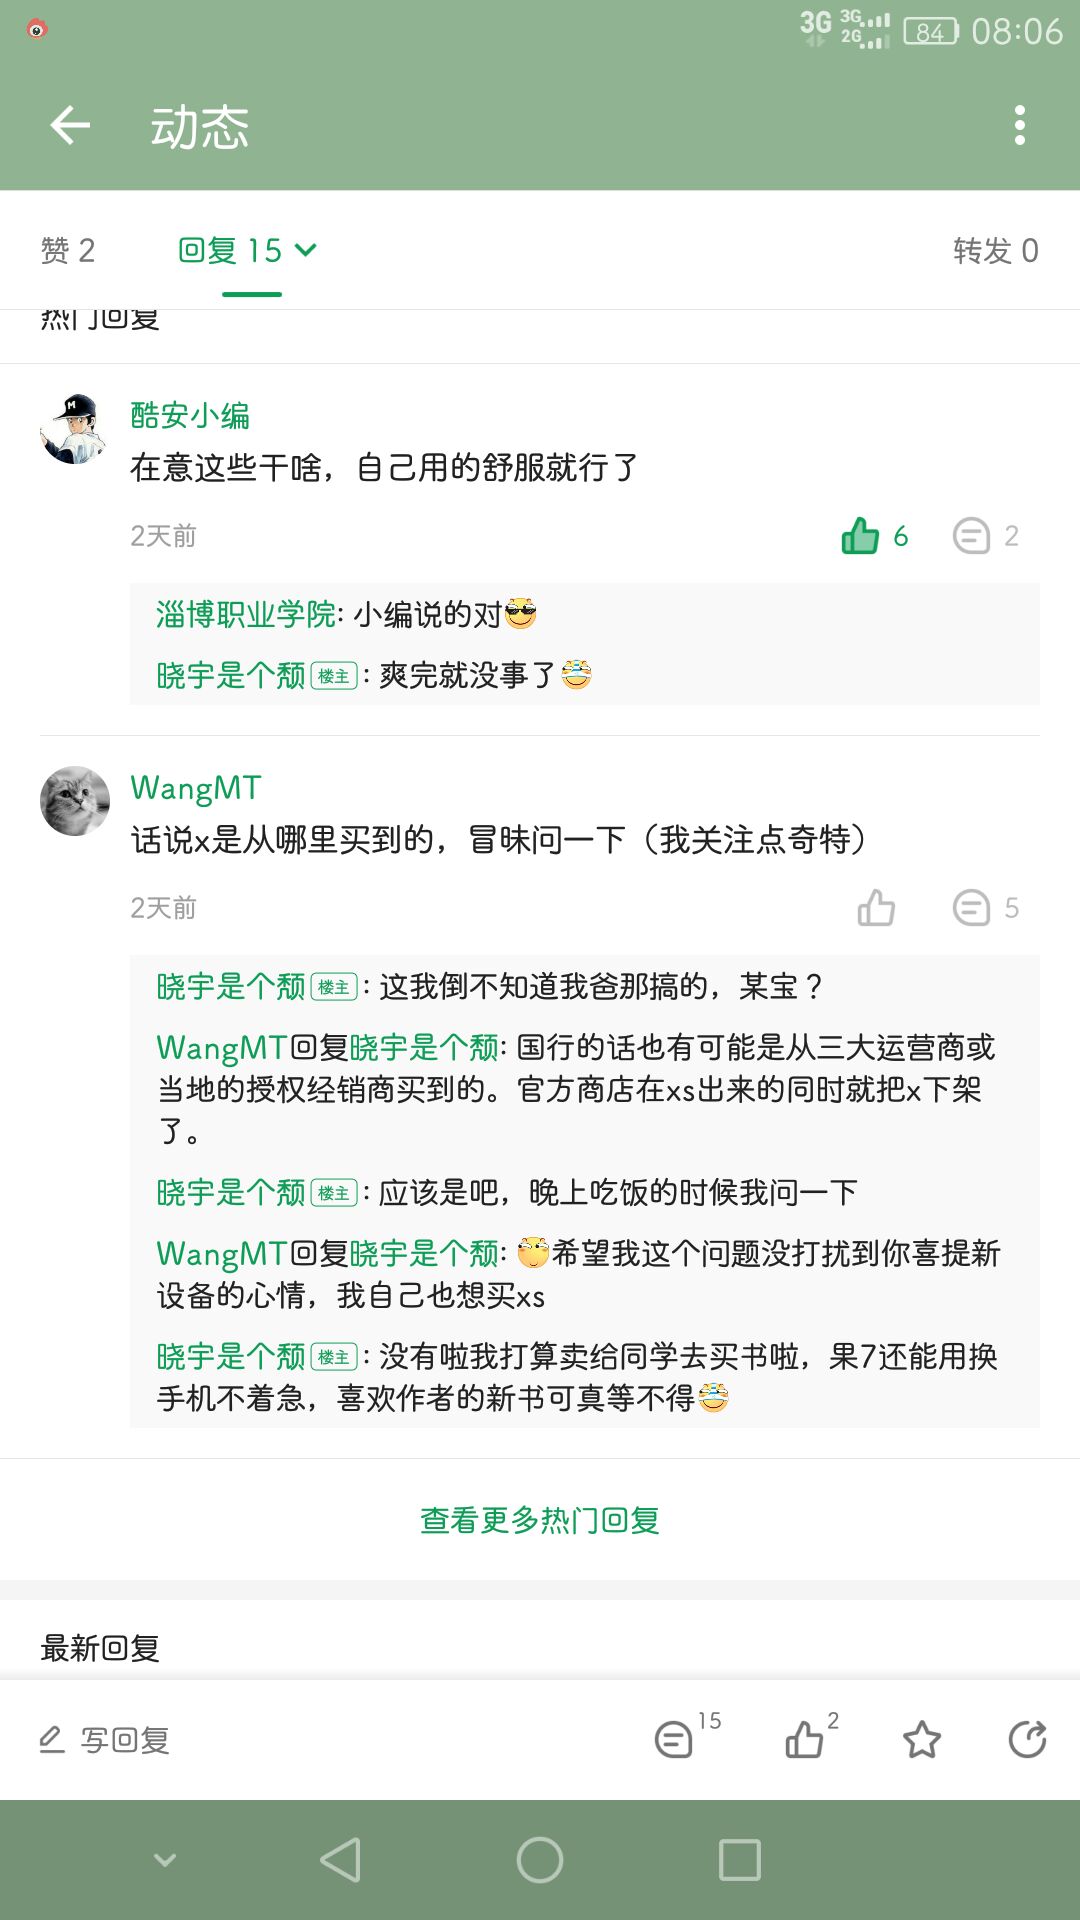 3G 3G 2G 84 08:06
动态
赞 2 回复 15 转发 0
热门回复
酷安小编
在意这些干啥，自己用的舒服就行了
2天前 6 2
淄博职业学院: 小编说的对
晓宇是个颓 楼主 : 爽完就没事了
WangMT
话说x是从哪里买到的，冒昧问一下（我关注点奇特）
2天前 5
晓宇是个颓 楼主 : 这我倒不知道我爸那搞的，某宝？
WangMT回复晓宇是个颓: 国行的话也有可能是从三大运营商或
当地的授权经销商买到的。官方商店在xs出来的同时就把x下架
了。
晓宇是个颓 楼主 : 应该是吧，晚上吃饭的时候我问一下
WangMT回复晓宇是个颓: 希望我这个问题没打扰到你喜提新
设备的心情，我自己也想买xs
晓宇是个颓 楼主 : 没有啦我打算卖给同学去买书啦，果7还能用换
手机不着急，喜欢作者的新书可真等不得
查看更多热门回复
最新回复
写回复 15 2